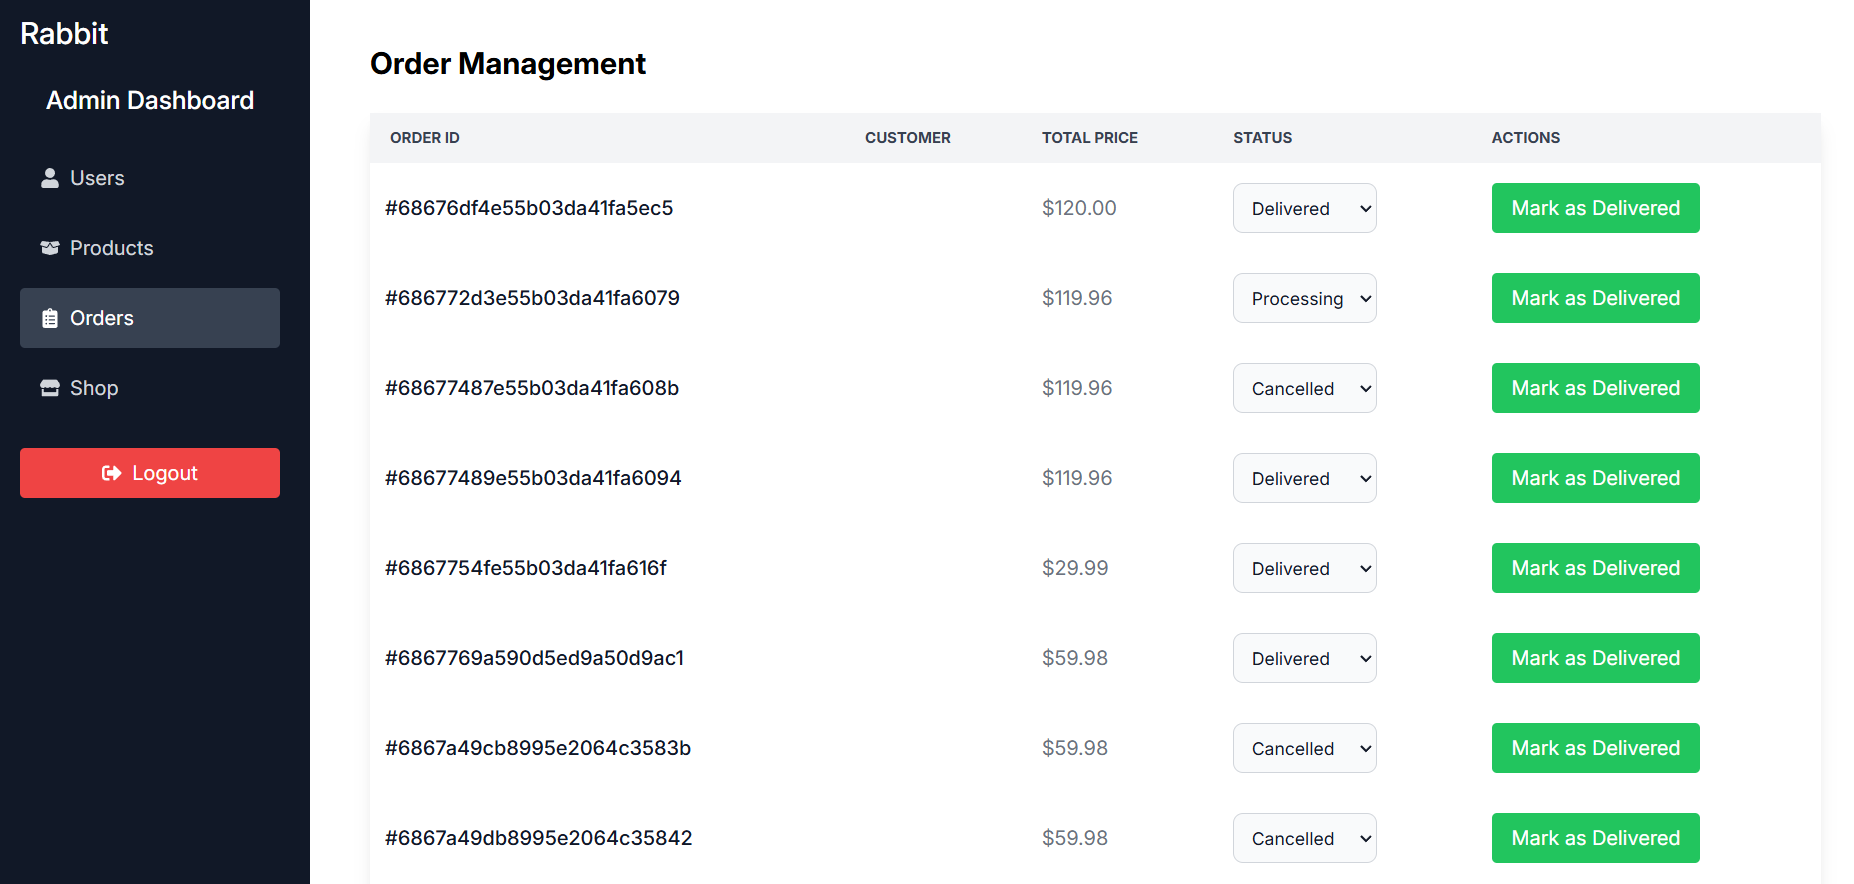 Rabbit
Admin Dashboard
Users
Products
Orders
Shop
Logout
Order Management
ORDER ID CUSTOMER TOTAL PRICE STATUS ACTIONS
#68676df4e55b03da41fa5ec5 $120.00 Delivered Mark as Delivered
#686772d3e55b03da41fa6079 $119.96 Processing Mark as Delivered
#68677487e55b03da41fa608b $119.96 Cancelled Mark as Delivered
#68677489e55b03da41fa6094 $119.96 Delivered Mark as Delivered
#6867754fe55b03da41fa616f $29.99 Delivered Mark as Delivered
#6867769a590d5ed9a50d9ac1 $59.98 Delivered Mark as Delivered
#6867a49cb8995e2064c3583b $59.98 Cancelled Mark as Delivered
#6867a49db8995e2064c35842 $59.98 Cancelled Mark as Delivered